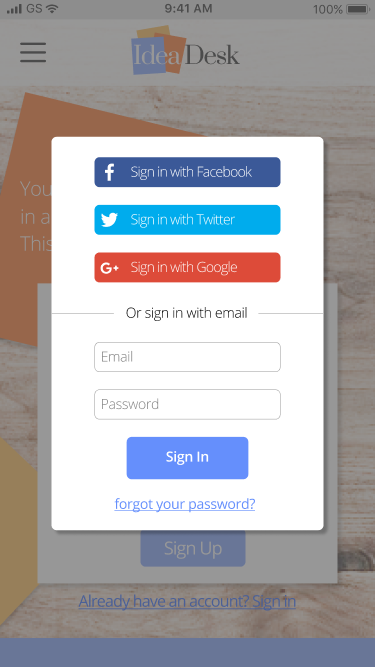 GS 9:41 AM 100%
Idea Desk
You
in a
This
Sign in with Facebook
Sign in with Twitter
Sign in with Google
Or sign in with email
Email
Password
Sign In
forgot your password?
Sign Up
Already have an account? Sign in